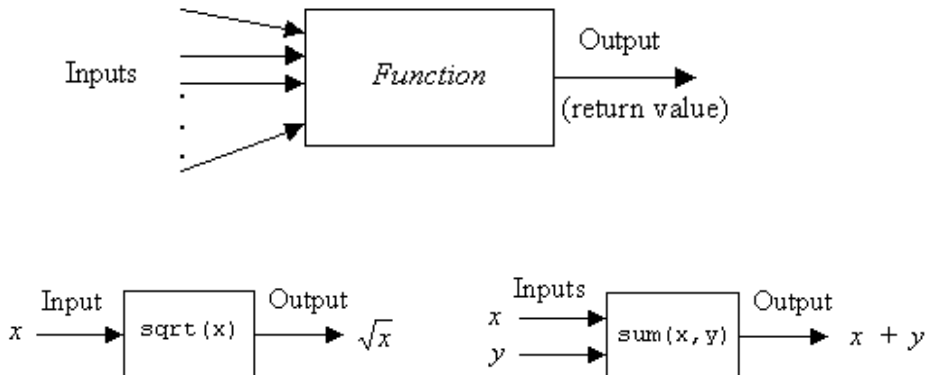 Output
Inputs
Function
(return value)
Input
Output
x
sqrt(x)
√x
Inputs
Output
x
y
sum(x,y)
x + y